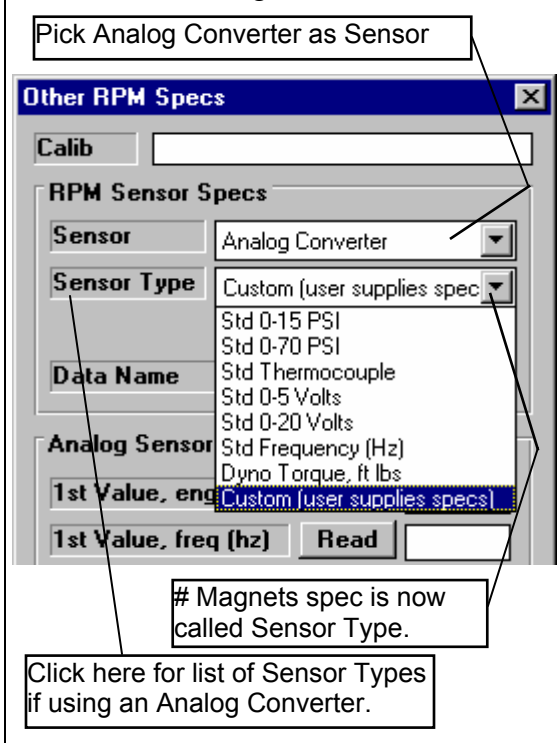 Pick Analog Converter as Sensor
Other RPM Specs
Calib
RPM Sensor Specs
Sensor Analog Converter
Sensor Type Custom (user supplies spec
Std 0-15 PSI
Std 0-70 PSI
Std Thermocouple
Data Name
Std 0-5 Volts
Std 0-20 Volts
Analog Sensor
Std Frequency (Hz)
Dyno Torque, ft lbs
1st Value, eng
Custom (user supplies specs)
1st Value, freq (hz) Read
# Magnets spec is now
called Sensor Type.
Click here for list of Sensor Types
if using an Analog Converter.